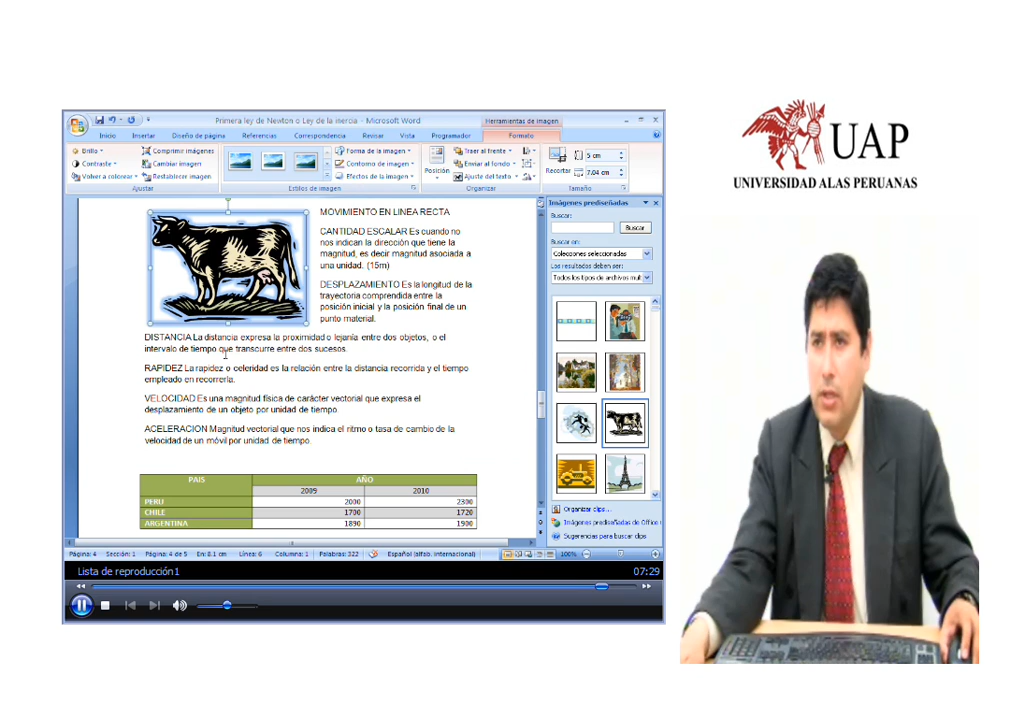 Primera ley de Newton o Ley de la inercia - Microsoft Word
Herramientas de imagen
Inicio
Insertar
Diseño de página
Referencias
Correspondencia
Revisar
Vista
Programador
Formato
Brillo
Contraste
Volver a colorear
Comprimir imágenes
Cambiar imagen
Restablecer imagen
Ajustar
Forma de la imagen
Contorno de imagen
Efectos de la imagen
Estilos de imagen
Posición
Traer al frente
Enviar al fondo
Ajuste del texto
Organizar
Recortar
5 cm
7.04 cm
Tamaño
MOVIMIENTO EN LINEA RECTA
CANTIDAD ESCALAR Es cuando no
nos indican la dirección que tiene la
magnitud, es decir magnitud asociada a
una unidad. (15m)
DESPLAZAMIENTO Es la longitud de la
trayectoria comprendida entre la
posición inicial y la posición final de un
punto material.
DISTANCIA La distancia expresa la proximidad o lejanía entre dos objetos, o el
intervalo de tiempo que transcurre entre dos sucesos.
RAPIDEZ La rapidez o celeridad es la relación entre la distancia recorrida y el tiempo
empleado en recorrerla.
VELOCIDAD Es una magnitud física de carácter vectorial que expresa el
desplazamiento de un objeto por unidad de tiempo.
ACELERACION Magnitud vectorial que nos indica el ritmo o tasa de cambio de la
velocidad de un móvil por unidad de tiempo.
PAIS AÑO
2009 2010
PERU 2000 2300
CHILE 1700 1720
ARGENTINA 1890 1900
Imágenes prediseñadas
Buscar:
Buscar
Buscar en:
Colecciones seleccionadas
Los resultados deben ser:
Todos los tipos de archivos mult
Organizar clips...
Imágenes prediseñadas de Office
Sugerencias para buscar clips
Página: 4 Sección: 1 Página: 4 de 5 En: 8.1 cm Línea: 6 Columna: 1 Palabras: 322 Español (alfab. internacional) 100%
Lista de reproducción1
07:29
UAP
UNIVERSIDAD ALAS PERUANAS